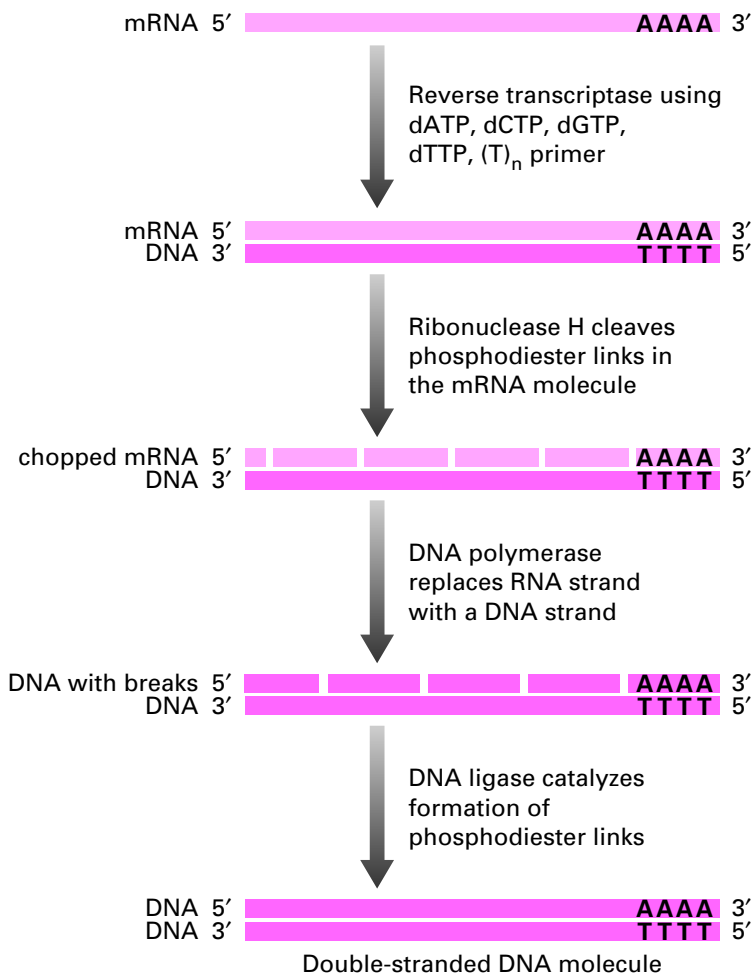 mRNA 5′ AAAA 3′
Reverse transcriptase using
dATP, dCTP, dGTP,
dTTP, (T)n primer
mRNA 5′ AAAA 3′
DNA 3′ TTTT 5′
Ribonuclease H cleaves
phosphodiester links in
the mRNA molecule
chopped mRNA 5′ AAAA 3′
DNA 3′ TTTT 5′
DNA polymerase
replaces RNA strand
with a DNA strand
DNA with breaks 5′ AAAA 3′
DNA 3′ TTTT 5′
DNA ligase catalyzes
formation of
phosphodiester links
DNA 5′ AAAA 3′
DNA 3′ TTTT 5′
Double-stranded DNA molecule